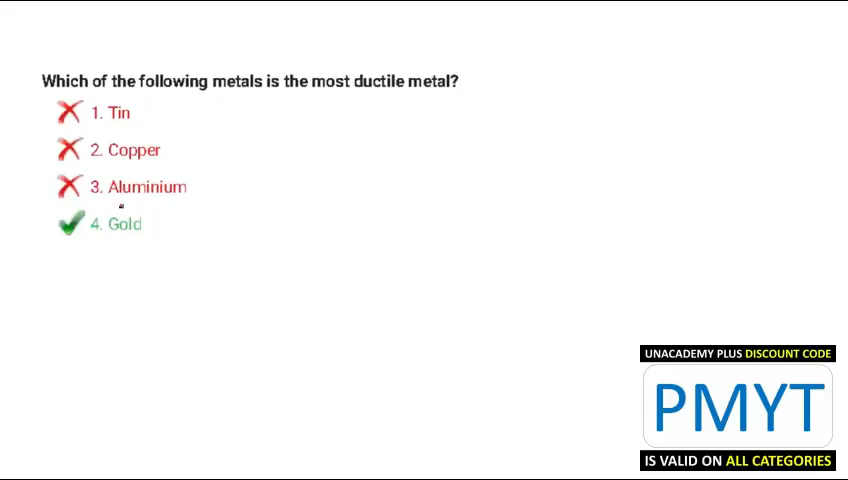 Which of the following metals is the most ductile metal?
1. Tin
2. Copper
3. Aluminium
4. Gold
UNACADEMY PLUS DISCOUNT CODE
PMYT
IS VALID ON ALL CATEGORIES